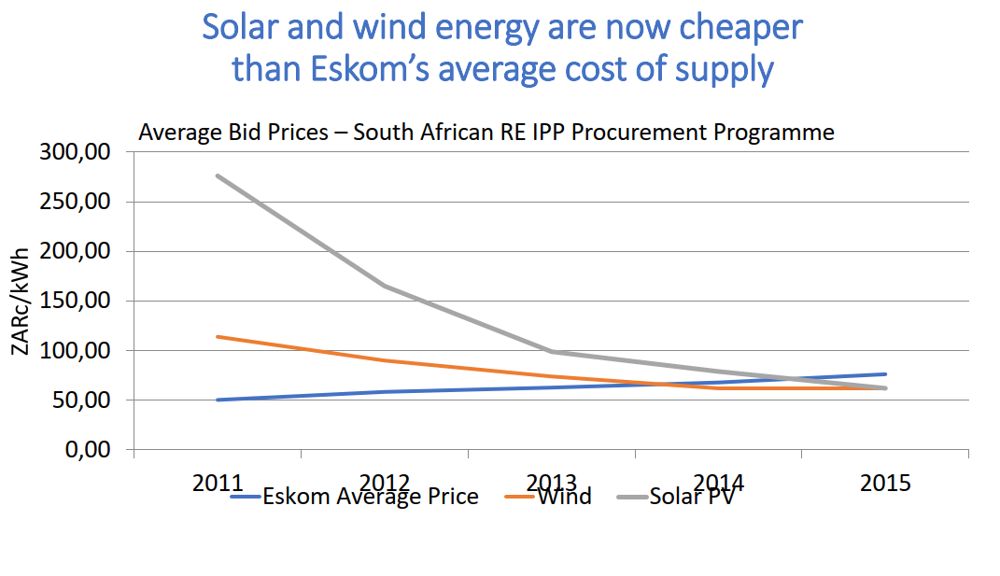 Solar and wind energy are now cheaper
than Eskom’s average cost of supply
Average Bid Prices – South African RE IPP Procurement Programme
300,00
250,00
200,00
150,00
100,00
50,00
0,00
ZARc/kWh
2011 2012 2013 2014 2015
Eskom Average Price Wind Solar PV